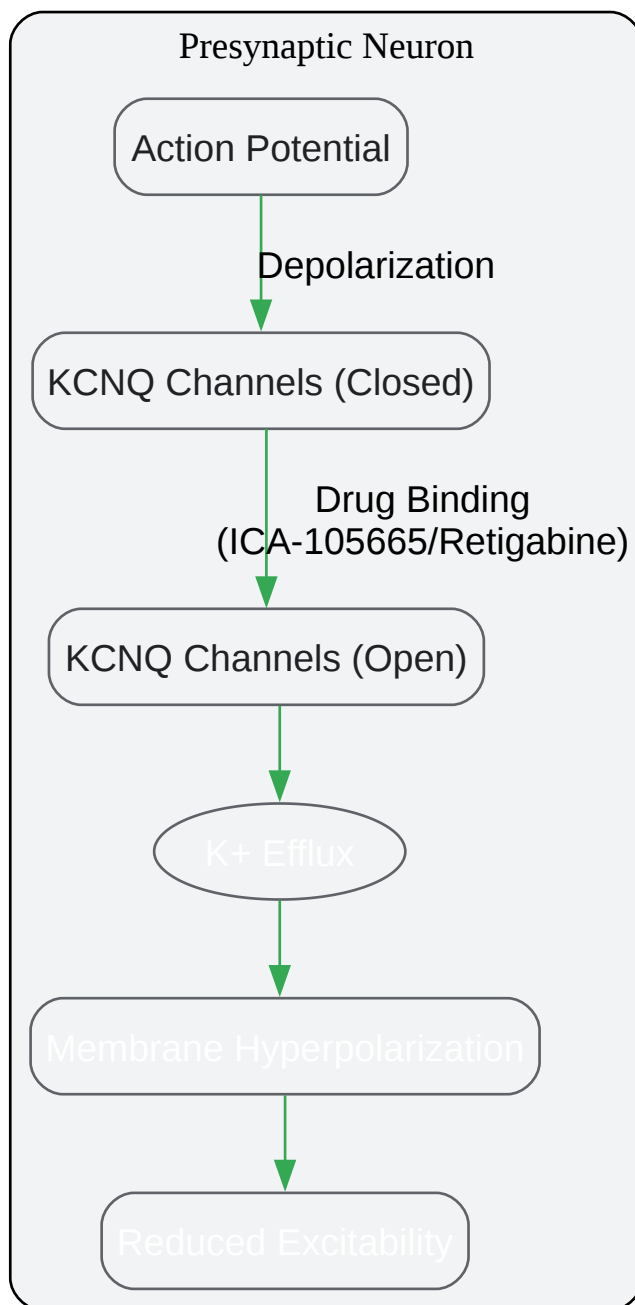 Presynaptic Neuron
Action Potential
Depolarization
KCNQ Channels (Closed)
Drug Binding
(ICA-105665/Retigabine)
KCNQ Channels (Open)
K+ Efflux
Membrane Hyperpolarization
Reduced Excitability